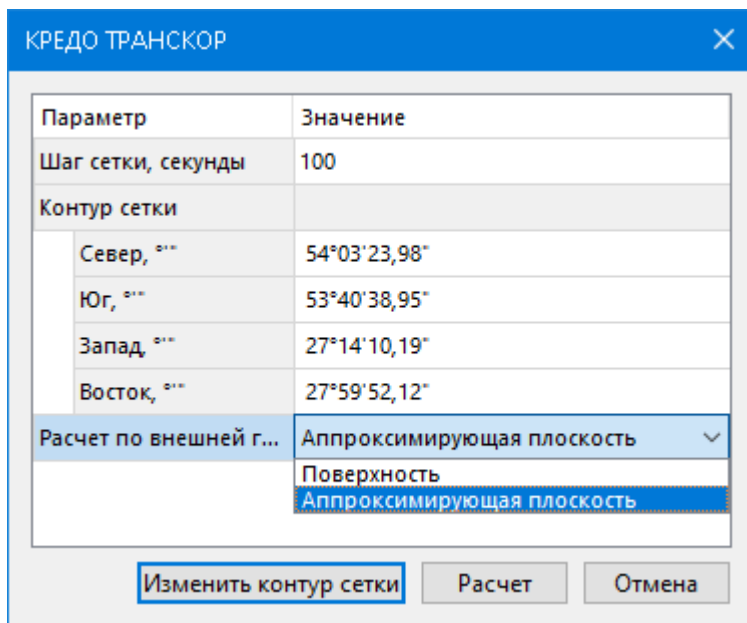 КРЕДО ТРАНСКОР
Параметр Значение
Шаг сетки, секунды 100
Контур сетки
Север, °'" 54°03'23,98"
Юг, °'" 53°40'38,95"
Запад, °'" 27°14'10,19"
Восток, °'" 27°59'52,12"
Расчет по внешней г... Аппроксимирующая плоскость
Поверхность
Аппроксимирующая плоскость
Изменить контур сетки Расчет Отмена